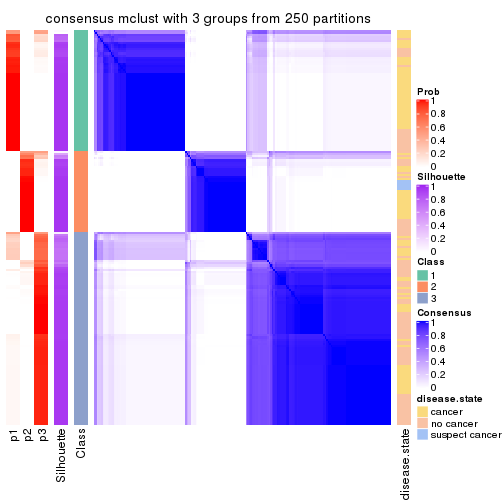 consensus mclust with 3 groups from 250 partitions
Prob
1
0.8
0.6
0.4
0.2
0
Silhouette
1
0.8
0.6
0.4
0.2
0
Class
1
2
3
Consensus
1
0.8
0.6
0.4
0.2
0
disease.state
cancer
no cancer
suspect cancer
p1
p2
p3
Silhouette
Class
disease.state